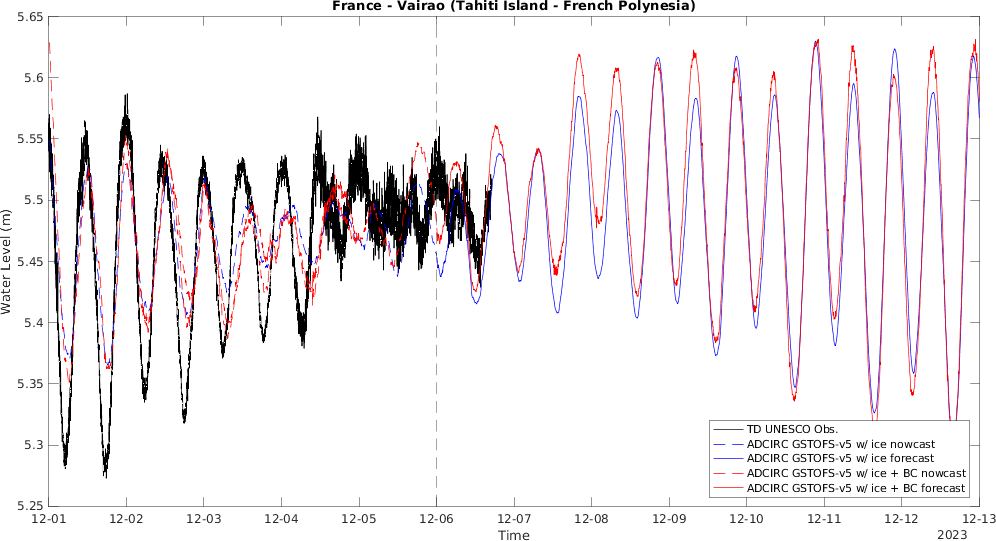 France - Vairao (Tahiti Island - French Polynesia)
5.65
5.6
5.55
5.5
5.45
5.4
5.35
5.3
5.25
Water Level (m)
TD UNESCO Obs.
ADCIRC GSTOFS-v5 w/ ice nowcast
ADCIRC GSTOFS-v5 w/ ice forecast
ADCIRC GSTOFS-v5 w/ ice + BC nowcast
ADCIRC GSTOFS-v5 w/ ice + BC forecast
12-01 12-02 12-03 12-04 12-05 12-06 12-07 12-08 12-09 12-10 12-11 12-12 12-13
Time
2023